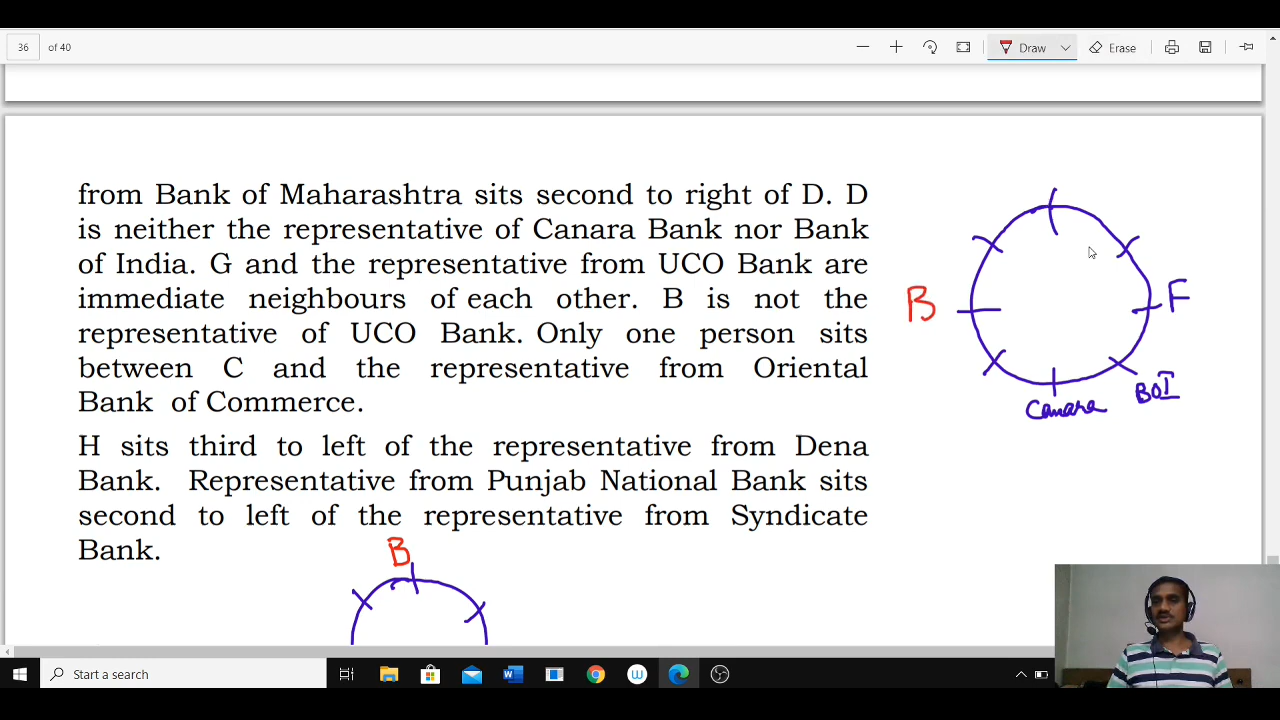 36 of 40
Draw
Erase
from Bank of Maharashtra sits second to right of D. D
is neither the representative of Canara Bank nor Bank
of India. G and the representative from UCO Bank are
immediate neighbours of each other. B is not the
representative of UCO Bank. Only one person sits
between C and the representative from Oriental
Bank of Commerce.
H sits third to left of the representative from Dena
Bank. Representative from Punjab National Bank sits
second to left of the representative from Syndicate
Bank.
B
F
BOI
Canara
B
Start a search